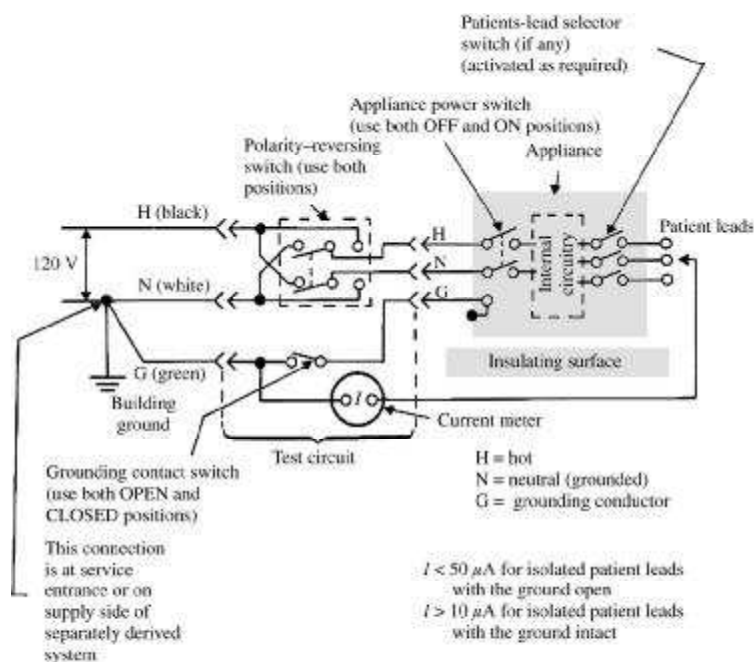 Patients-lead selector
switch (if any)
(activated as required)
Appliance power switch
(use both OFF and ON positions)
Appliance
Polarity–reversing
switch (use both
positions)
H (black)
H
Patient leads
120 V
N
N (white)
Internal
circuitry
G
G (green)
Insulating surface
Building
ground
I
Current meter
Test circuit
Grounding contact switch
(use both OPEN and
CLOSED positions)
H = hot
N = neutral (grounded)
G = grounding conductor
This connection
is at service
entrance or on
supply side of
separately derived
system
I < 50 μA for isolated patient leads
with the ground open
I > 10 μA for isolated patient leads
with the ground intact